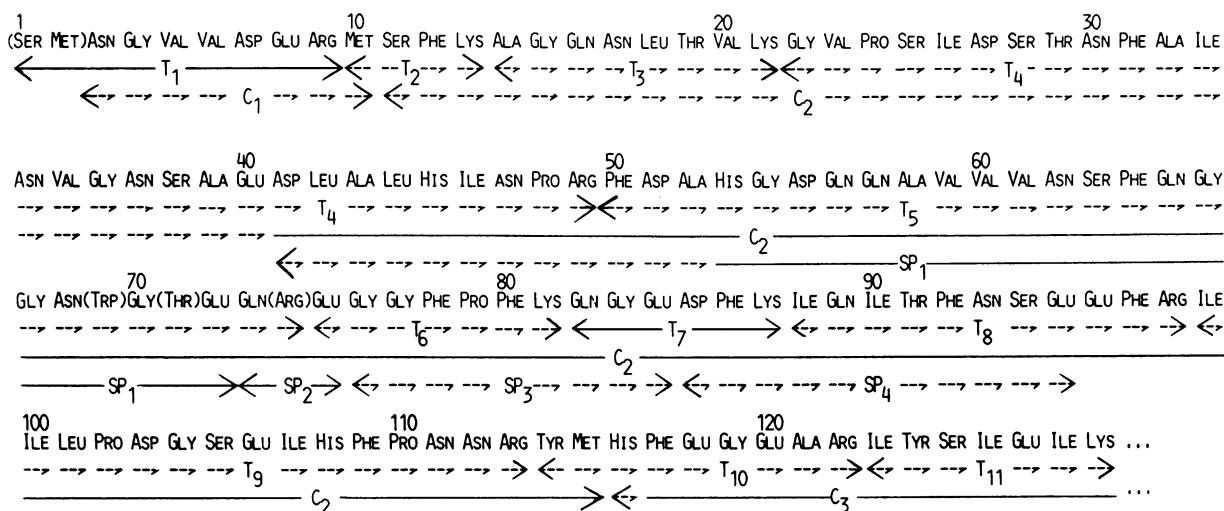 1 10 20 30
(SER MET)ASN GLY VAL VAL ASP GLU ARG MET SER PHE LYS ALA GLY GLN ASN LEU THR VAL LYS GLY VAL PRO SER ILE ASP SER THR ASN PHE ALA ILE
T1 T2 T3 T4
C1 C2
40 50 60
ASN VAL GLY ASN SER ALA GLU ASP LEU ALA LEU HIS ILE ASN PRO ARG PHE ASP ALA HIS GLY ASP GLN GLN ALA VAL VAL VAL ASN SER PHE GLN GLY
T4 T5
C2
SP1
70 80 90
GLY ASN(TRP)GLY(THR)GLU GLN(ARG)GLU GLY GLY PHE PRO PHE LYS GLN GLY GLU ASP PHE LYS ILE GLN ILE THR PHE ASN SER GLU GLU PHE ARG ILE
T6 T7 T8
C2
SP1 SP2 SP3 SP4
100 110 120
ILE LEU PRO ASP GLY SER GLU ILE HIS PHE PRO ASN ASN ARG TYR MET HIS PHE GLU GLY GLU ALA ARG ILE TYR SER ILE GLU ILE LYS ...
T9 T10 T11
C2 C3 ...